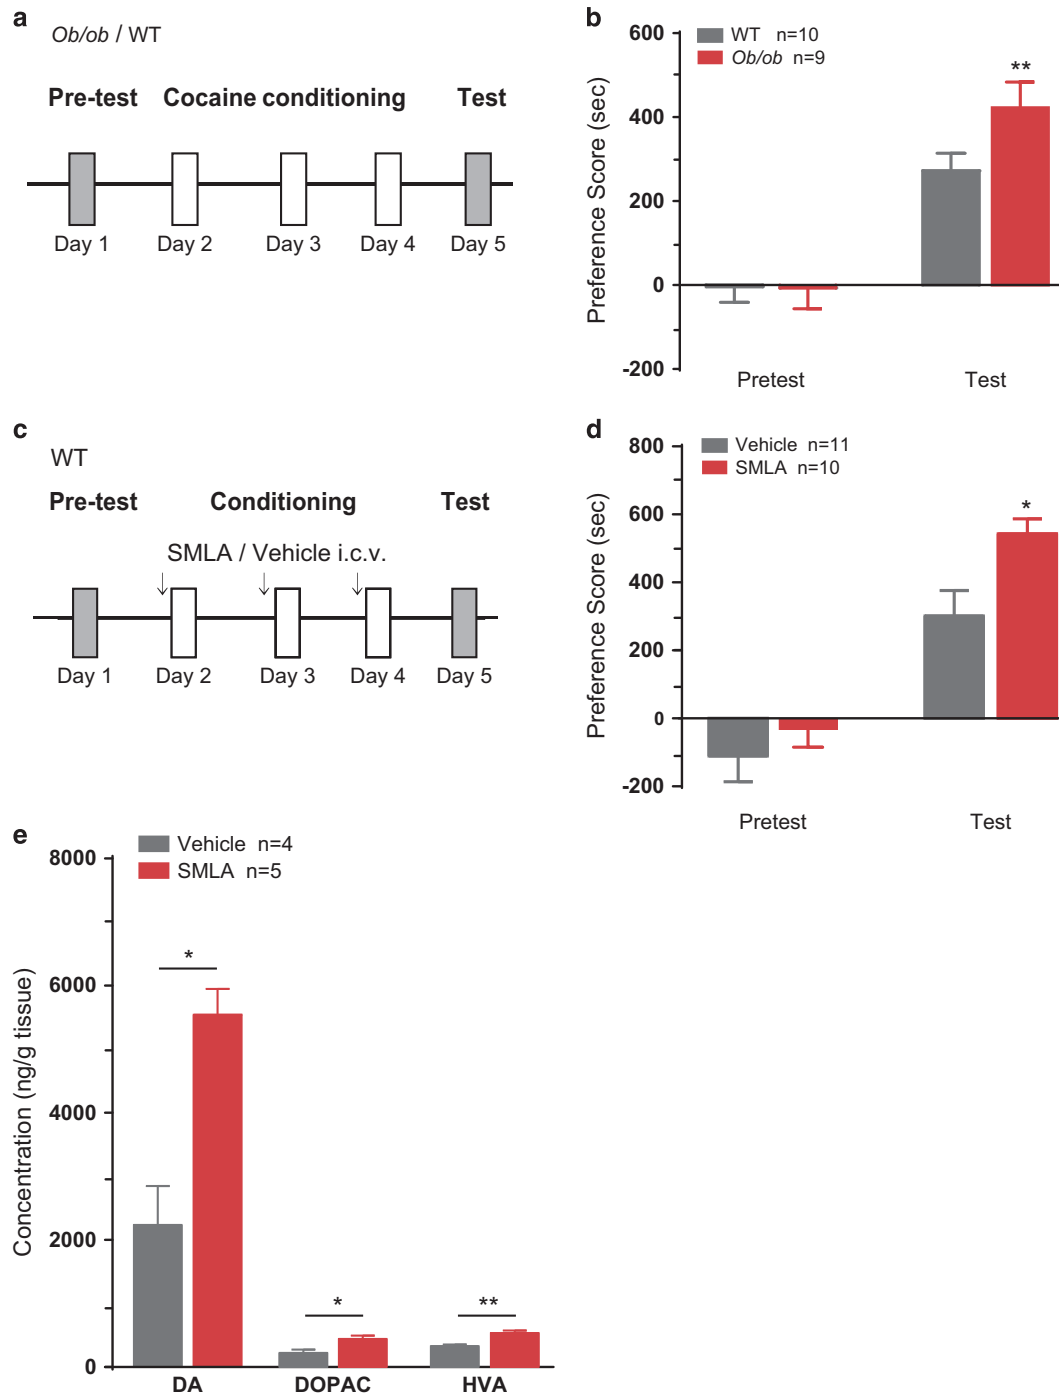 a
Ob/ob / WT
Pre-test Cocaine conditioning Test
Day 1 Day 2 Day 3 Day 4 Day 5
b
WT n=10
Ob/ob n=9
Preference Score (sec)
600
400
200
0
-200
**
Pretest Test
c
WT
Pre-test Conditioning Test
SMLA / Vehicle i.c.v.
Day 1 Day 2 Day 3 Day 4 Day 5
d
Vehicle n=11
SMLA n=10
Preference Score (sec)
800
600
400
200
0
-200
*
Pretest Test
e
Vehicle n=4
SMLA n=5
Concentration (ng/g tissue)
8000
6000
4000
2000
0
*
*
**
DA DOPAC HVA